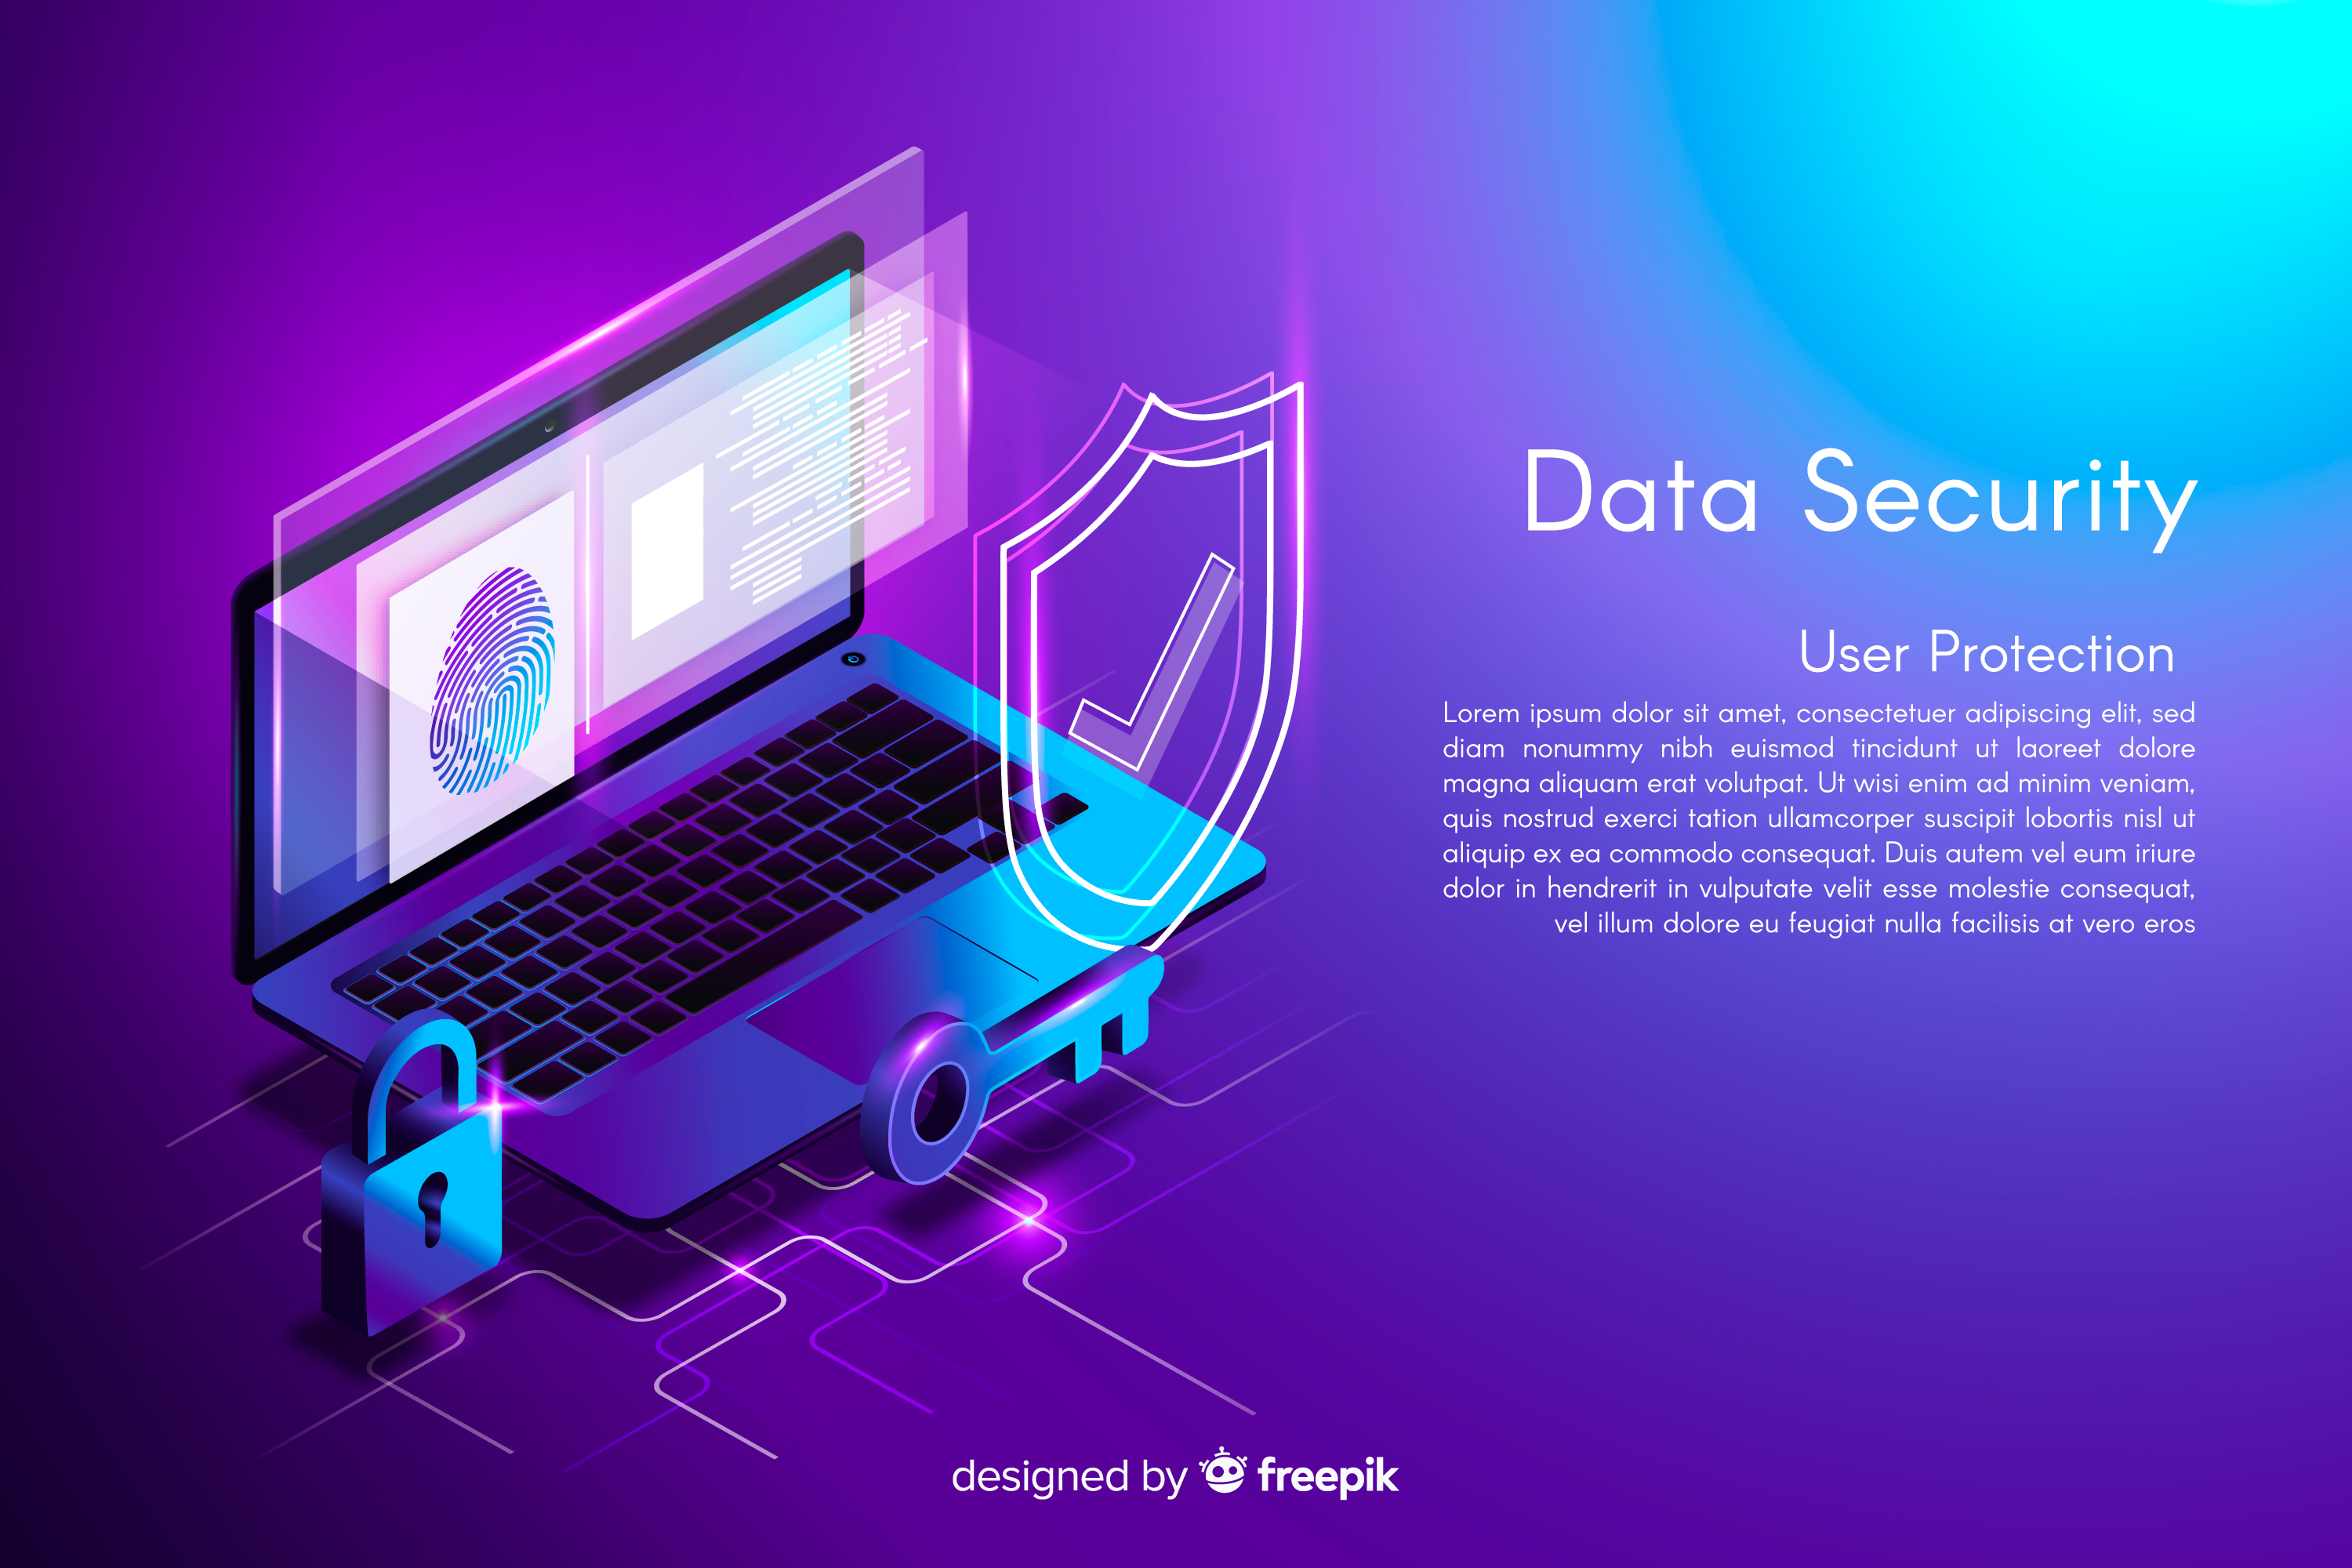 Data Security
User Protection
Lorem ipsum dolor sit amet, consectetuer adipiscing elit, sed
diam nonummy nibh euismod tincidunt ut laoreet dolore
magna aliquam erat volutpat. Ut wisi enim ad minim veniam,
quis nostrud exerci tation ullamcorper suscipit lobortis nisl ut
aliquip ex ea commodo consequat. Duis autem vel eum iriure
dolor in hendrerit in vulputate velit esse molestie consequat,
vel illum dolore eu feugiat nulla facilisis at vero eros
designed by freepik